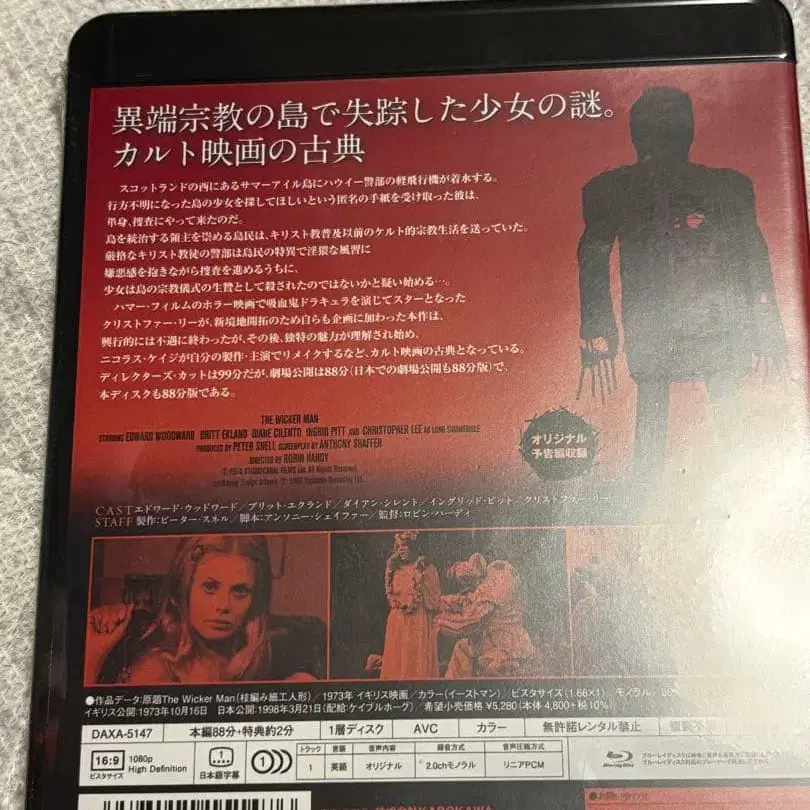 異端宗教の島で失踪した少女の謎。
カルト映画の古典
スコットランドの西にあるサマーアイル島にハウイー警部の軽飛行機が着水する。
行方不明になった島の少女を探してほしいという匿名の手紙を受け取った彼は、
単身、捜査にやって来たのだ。
島を統治する領主を崇める島民は、キリスト教普及以前のケルト的宗教生活を送っていた。
厳格なキリスト教徒の警部は島民の特異で淫猥な風習に
嫌悪感を抱きながら捜査を進めるうちに、
少女は島の宗教儀式の生贄として殺されたのではないかと疑い始める…。
ハマー・フィルムのホラー映画で吸血鬼ドラキュラを演じてスターとなった
クリストファー・リーが、新境地開拓のため自らも企画に加わった本作は、
興行的には不遇に終わったが、その後、独特の魅力が理解され始め、
ニコラス・ケイジが自分の製作・主演でリメイクするなど、カルト映画の古典となっている。
ディレクターズ・カットは99分だが、劇場公開は88分(日本での劇場公開も88分版)で、
本ディスクも88分版である。
THE WICKER MAN
STARRING EDWARD WOODWARD BRITT EKLAND DIANE CILENTO INGRID PITT AND CHRISTOPHER LEE AS LORD SUMMERISLE
PRODUCED BY PETER SNELL SCREENPLAY BY ANTHONY SHAFFER
DIRECTED BY ROBIN HARDY
© 1974 STUDIOCANAL FILMS Ltd. All Rights Reserved.
オリジナル
予告編収録
CAST エドワード・ウッドワード/ブリット・エクランド/ダイアン・シレント/イングリッド・ピット/クリストファー・リー
STAFF 製作:ピーター・スネル/脚本:アンソニー・シェイファー/監督:ロビン・ハーディ
●作品データ:原題The Wicker Man(枝編み細工人形)/1973年 イギリス映画/カラー(イーストマン) ビスタサイズ(1.66×1) モノラル
イギリス公開:1973年10月16日 日本公開:1998年3月21日(配給:ケイブルホーグ)/希望小売価格 ¥5,280(本体 4,800+税10%)
DAXA-5147 本編88分+特典約2分 1層ディスク AVC カラー 無許諾レンタル禁止 複製不
16:9 ビスタサイズ 1080p High Definition 1 日本語字幕 1
トラック 言語 音声内容 録音方式 音声圧縮方式
1 英語 オリジナル 2.0chモノラル リニアPCM
Blu-ray Disc